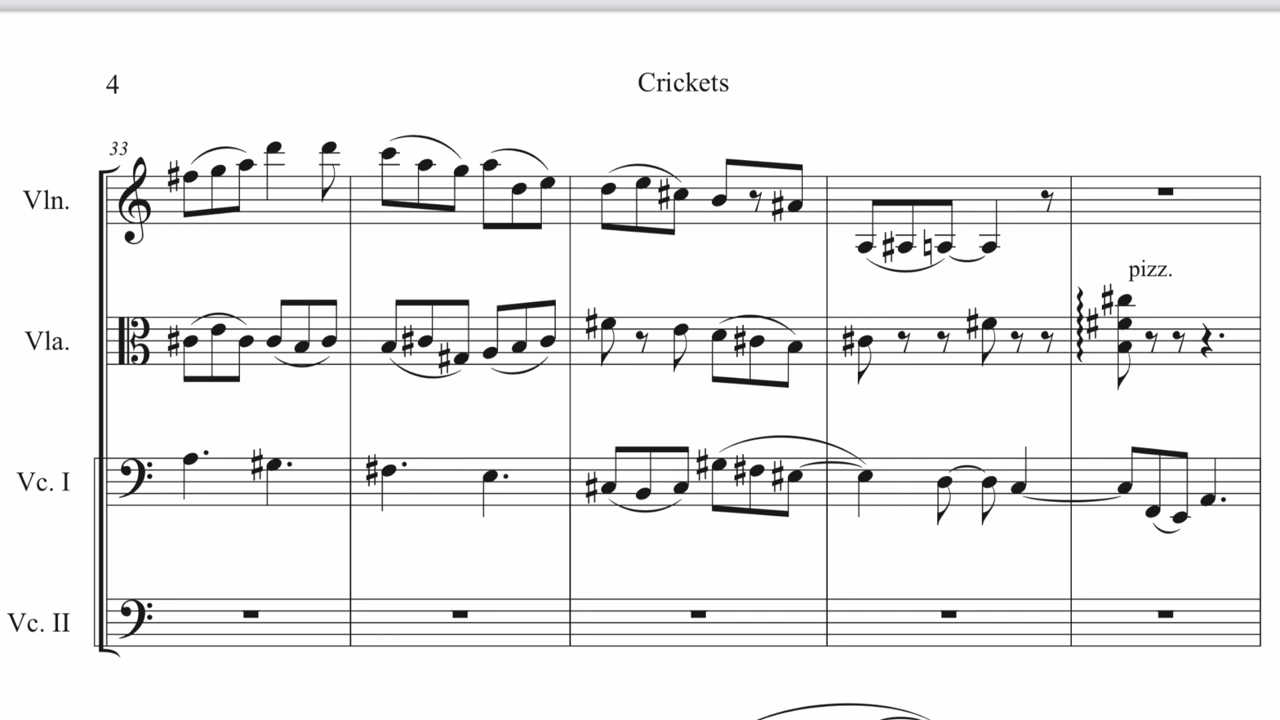 4
Crickets
33
Vln.
pizz.
Vla.
Vc. I
Vc. II